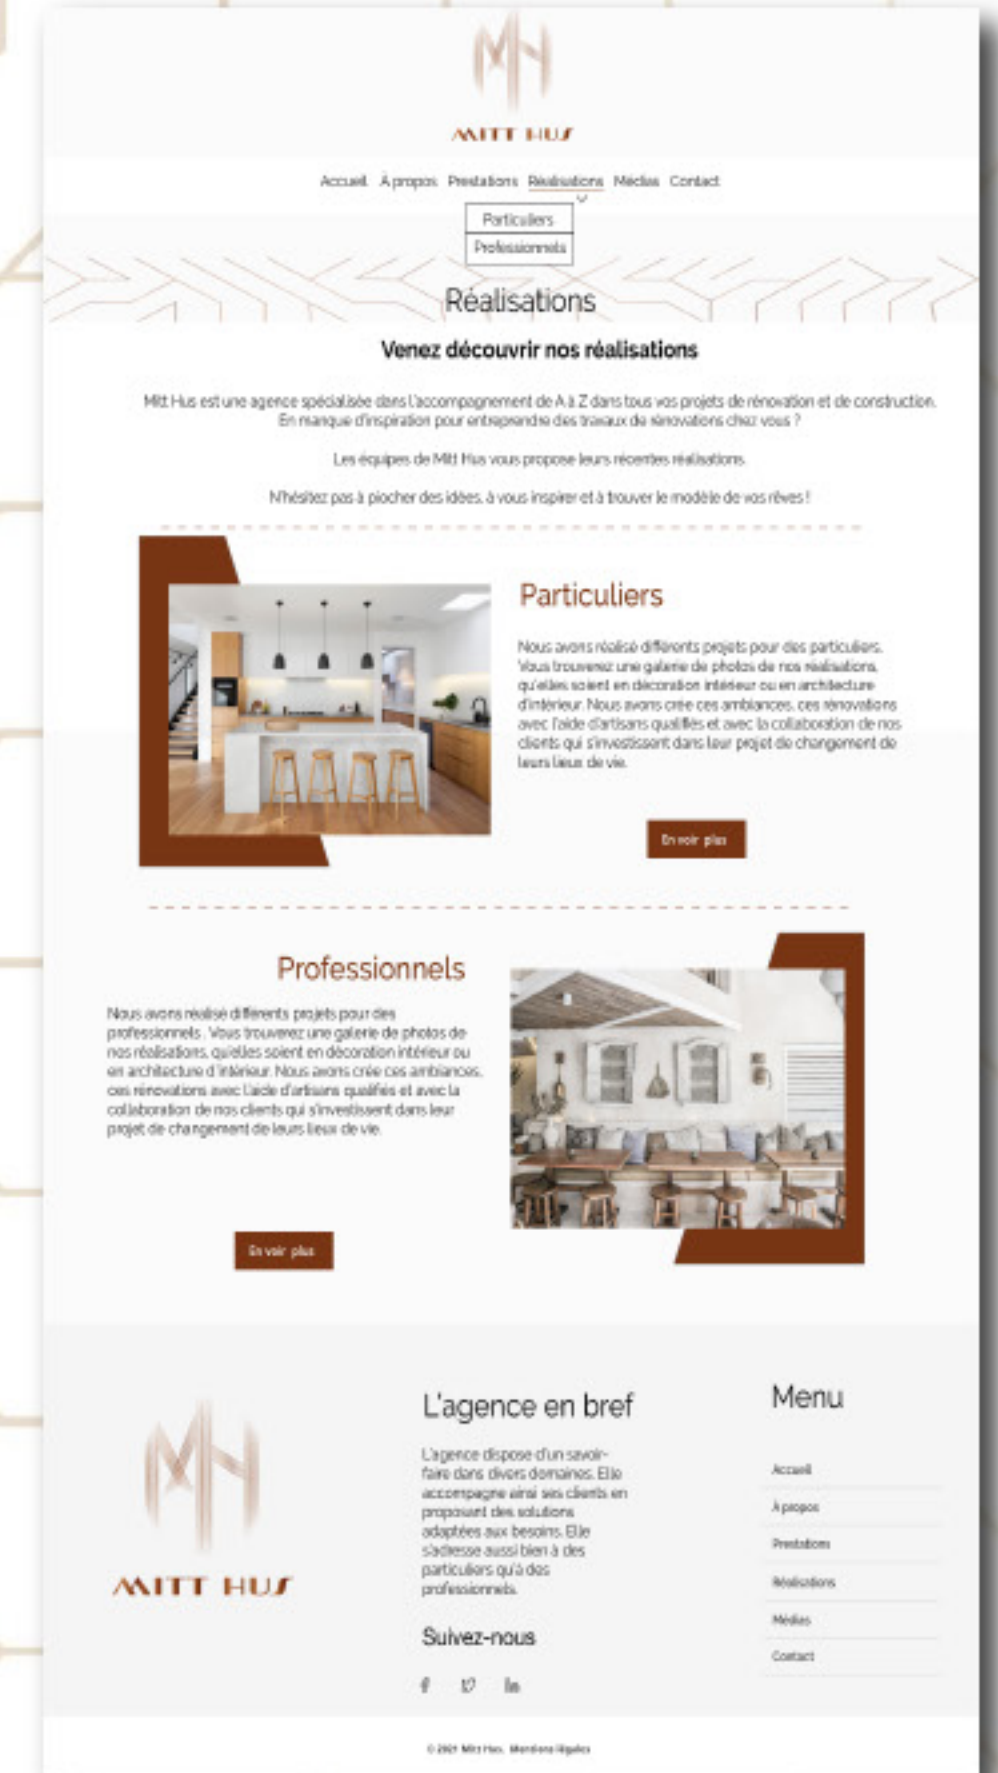 MH
MITT HUS
Accueil À propos Prestations Réalisations Médias Contact
Particuliers
Professionnels
Réalisations
Venez découvrir nos réalisations
Mitt Hus est une agence spécialisée dans l'accompagnement de A à Z dans tous vos projets de rénovation et de construction.
En manque d'inspiration pour entreprendre des travaux de rénovations chez vous ?
Les équipes de Mitt Hus vous propose leurs récentes réalisations.
N'hésitez pas à piocher des idées, à vous inspirer et à trouver le modèle de vos rêves !
Particuliers
Nous avons réalisé différents projets pour des particuliers.
Vous trouverez une galerie de photos de nos réalisations,
qu'elles soient en décoration intérieur ou en architecture
d'intérieur. Nous avons crée ces ambiances, ces rénovations
avec l'aide d'artisans qualifiés et avec la collaboration de nos
clients qui s'investissent dans leur projet de changement de
leurs lieux de vie.
En voir plus
Professionnels
Nous avons réalisé différents projets pour des
professionnels. Vous trouverez une galerie de photos de
nos réalisations, qu'elles soient en décoration intérieur ou
en architecture d'intérieur. Nous avons crée ces ambiances,
ces rénovations avec l'aide d'artisans qualifiés et avec la
collaboration de nos clients qui s'investissent dans leur
projet de changement de leurs lieux de vie.
En voir plus
MH
MITT HUS
L'agence en bref
L'agence dispose d'un savoir-
faire dans divers domaines. Elle
accompagne ainsi ses clients en
proposant des solutions
adaptées aux besoins. Elle
s'adresse aussi bien à des
particuliers qu'à des
professionnels.
Suivez-nous
Menu
Accueil
À propos
Prestations
Réalisations
Médias
Contact
© 2021 Mitt Hus. Mentions légales